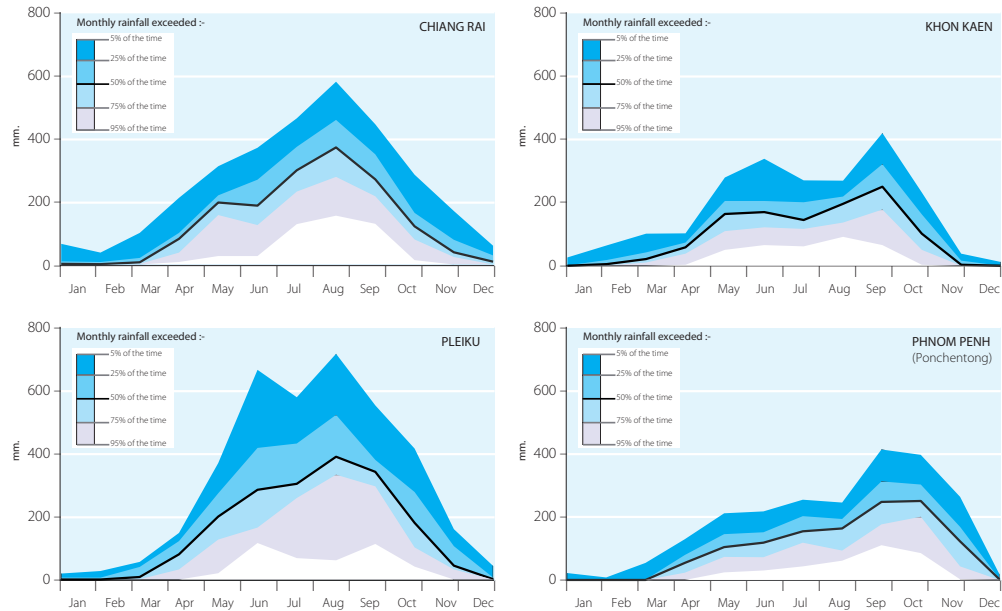 CHIANG RAI
Monthly rainfall exceeded :-
5% of the time
25% of the time
50% of the time
75% of the time
95% of the time
800
600
400
200
0
mm.
Jan Feb Mar Apr May Jun Jul Aug Sep Oct Nov Dec
KHON KAEN
Monthly rainfall exceeded :-
5% of the time
25% of the time
50% of the time
75% of the time
95% of the time
800
600
400
200
0
mm.
Jan Feb Mar Apr May Jun Jul Aug Sep Oct Nov Dec
PLEIKU
Monthly rainfall exceeded :-
5% of the time
25% of the time
50% of the time
75% of the time
95% of the time
800
600
400
200
0
mm.
Jan Feb Mar Apr May Jun Jul Aug Sep Oct Nov Dec
PHNOM PENH
(Ponchentong)
Monthly rainfall exceeded :-
5% of the time
25% of the time
50% of the time
75% of the time
95% of the time
800
600
400
200
0
mm.
Jan Feb Mar Apr May Jun Jul Aug Sep Oct Nov Dec